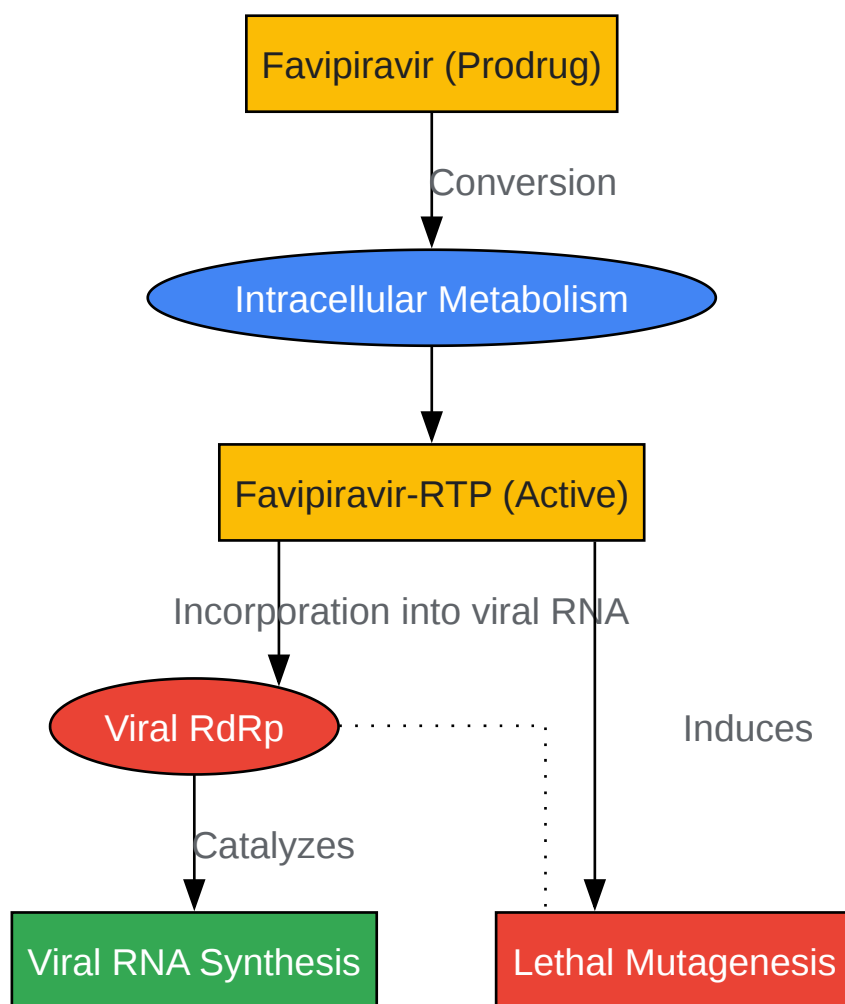 Favipiravir (Prodrug)
Conversion
Intracellular Metabolism
Favipiravir-RTP (Active)
Incorporation into viral RNA
Viral RdRp
Induces
Catalyzes
Viral RNA Synthesis
Lethal Mutagenesis